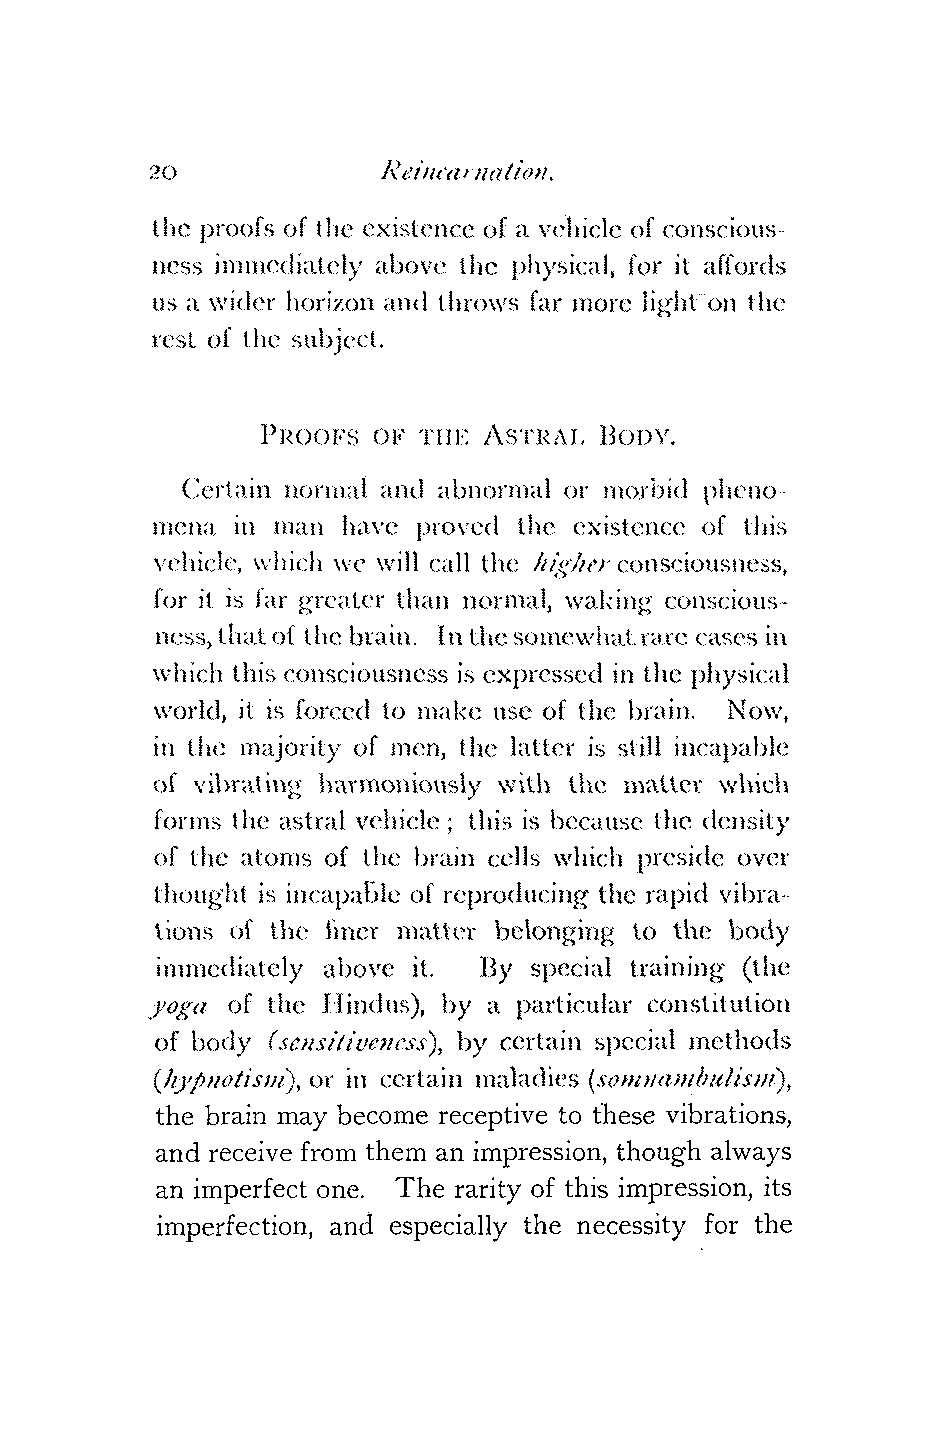 20 Reincarnation.
the proofs of the existence of a vehicle of conscious-
ness immediately above the physical, for it affords
us a wider horizon and throws far more light on the
rest of the subject.
PROOFS OF THE ASTRAL BODY.
Certain normal and abnormal or morbid pheno-
mena in man have proved the existence of this
vehicle, which we will call the higher consciousness,
for it is far greater than normal, waking conscious-
ness, that of the brain. In the somewhat rare cases in
which this consciousness is expressed in the physical
world, it is forced to make use of the brain. Now,
in the majority of men, the latter is still incapable
of vibrating harmoniously with the matter which
forms the astral vehicle ; this is because the density
of the atoms of the brain cells which preside over
thought is incapable of reproducing the rapid vibra-
tions of the finer matter belonging to the body
immediately above it. By special training (the
yoga of the Hindus), by a particular constitution
of body (sensitiveness), by certain special methods
(hypnotism), or in certain maladies (somnambulism),
the brain may become receptive to these vibrations,
and receive from them an impression, though always
an imperfect one. The rarity of this impression, its
imperfection, and especially the necessity for the